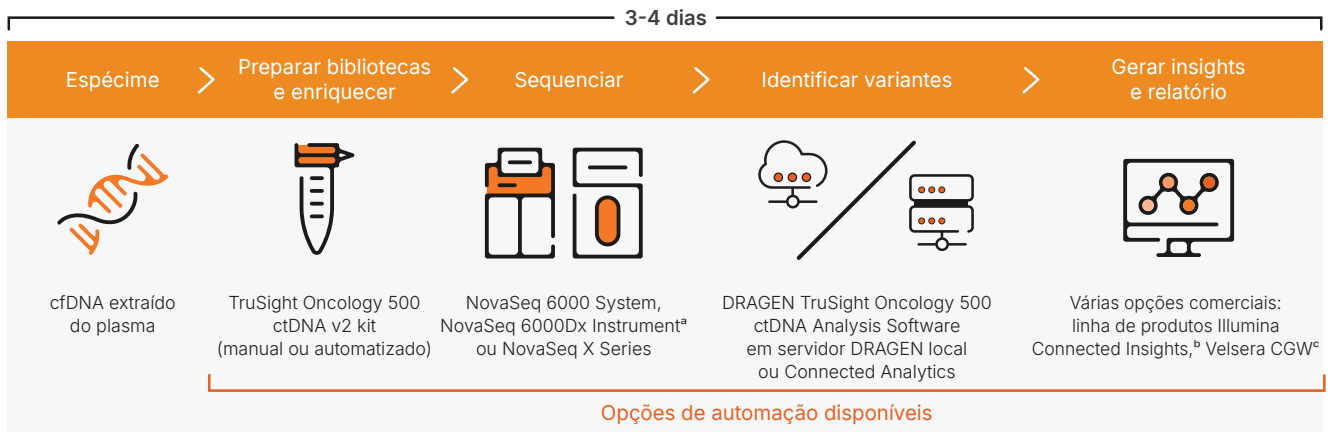 3-4 dias
Espécime
Preparar bibliotecas
e enriquecer
Sequenciar
Identificar variantes
Gerar insights
e relatório
cfDNA extraído
do plasma
TruSight Oncology 500
ctDNA v2 kit
(manual ou automatizado)
NovaSeq 6000 System,
NovaSeq 6000Dx Instrumentᵃ
ou NovaSeq X Series
DRAGEN TruSight Oncology 500
ctDNA Analysis Software
em servidor DRAGEN local
ou Connected Analytics
Várias opções comerciais:
linha de produtos Illumina
Connected Insights,ᵇ Velsera CGWᶜ
Opções de automação disponíveis